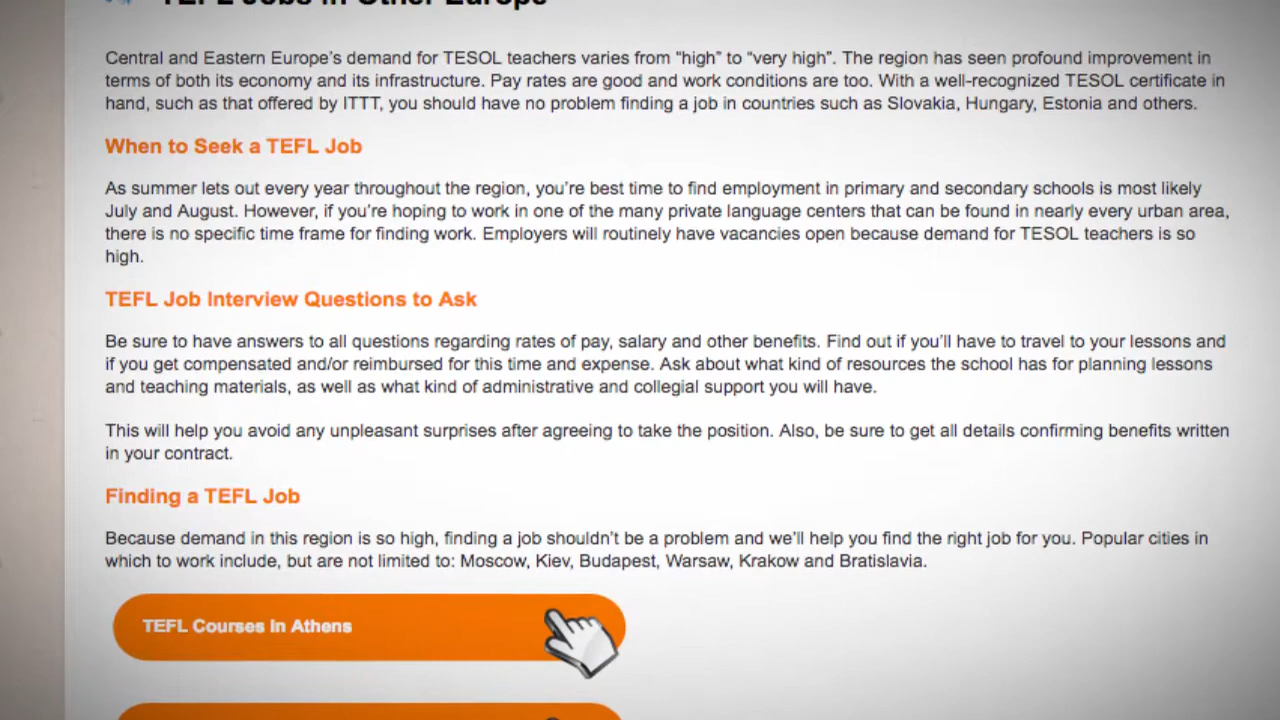 TEFL Jobs in Other Europe
Central and Eastern Europe’s demand for TESOL teachers varies from “high” to “very high”. The region has seen profound improvement in
terms of both its economy and its infrastructure. Pay rates are good and work conditions are too. With a well-recognized TESOL certificate in
hand, such as that offered by ITTT, you should have no problem finding a job in countries such as Slovakia, Hungary, Estonia and others.
When to Seek a TEFL Job
As summer lets out every year throughout the region, you’re best time to find employment in primary and secondary schools is most likely
July and August. However, if you’re hoping to work in one of the many private language centers that can be found in nearly every urban area,
there is no specific time frame for finding work. Employers will routinely have vacancies open because demand for TESOL teachers is so
high.
TEFL Job Interview Questions to Ask
Be sure to have answers to all questions regarding rates of pay, salary and other benefits. Find out if you’ll have to travel to your lessons and
if you get compensated and/or reimbursed for this time and expense. Ask about what kind of resources the school has for planning lessons
and teaching materials, as well as what kind of administrative and collegial support you will have.
This will help you avoid any unpleasant surprises after agreeing to take the position. Also, be sure to get all details confirming benefits written
in your contract.
Finding a TEFL Job
Because demand in this region is so high, finding a job shouldn’t be a problem and we’ll help you find the right job for you. Popular cities in
which to work include, but are not limited to: Moscow, Kiev, Budapest, Warsaw, Krakow and Bratislavia.
TEFL Courses In Athens